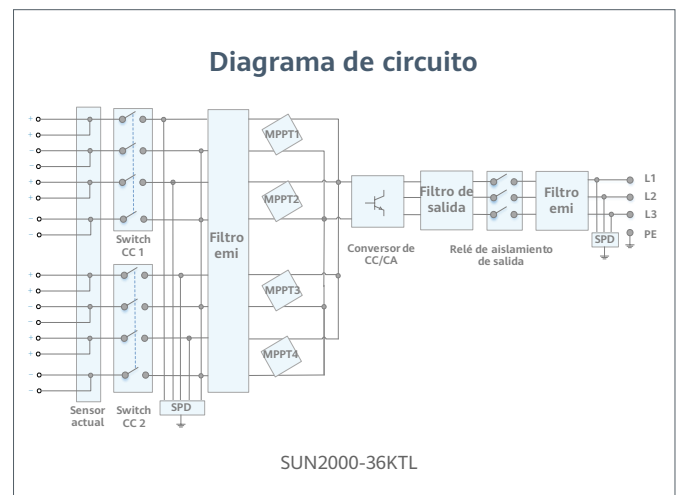 Diagrama de circuito
+
+
−
−
+
+
−
−
+
+
−
−
+
+
−
−
Sensor
actual
Switch
CC 1
Switch
CC 2
SPD
Filtro
emi
MPPT1
MPPT2
MPPT3
MPPT4
Conversor de
CC/CA
Filtro de
salida
Relé de aislamiento
de salida
Filtro
emi
SPD
L1
L2
L3
PE
SUN2000-36KTL